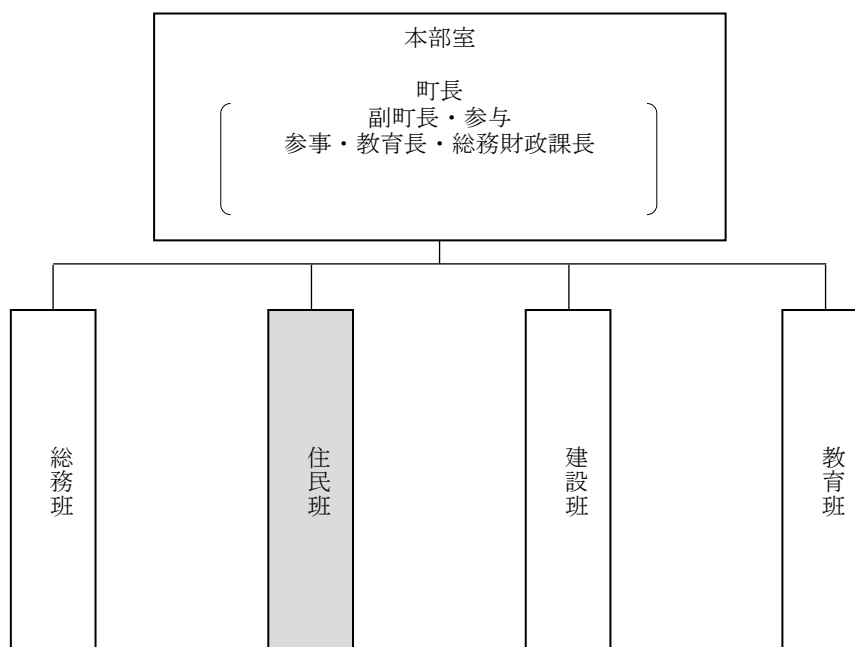 本部室
町長
副町長・参与
参事・教育長・総務財政課長
総務班
住民班
建設班
教育班